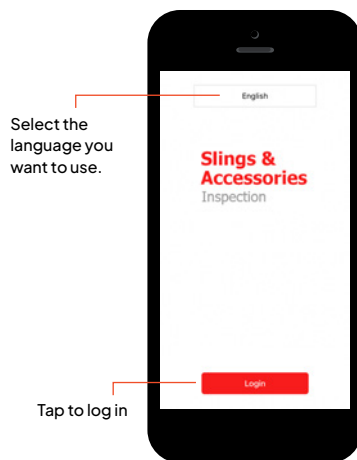 English
Select the
language you
want to use.
Slings &
Accessories
Inspection
Login
Tap to log in